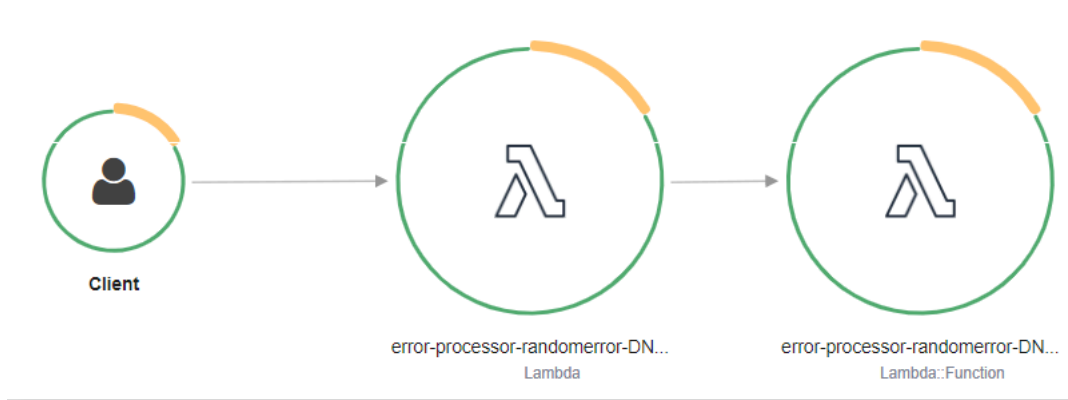 Client
error-processor-randomerror-DN...
Lambda
error-processor-randomerror-DN...
Lambda::Function